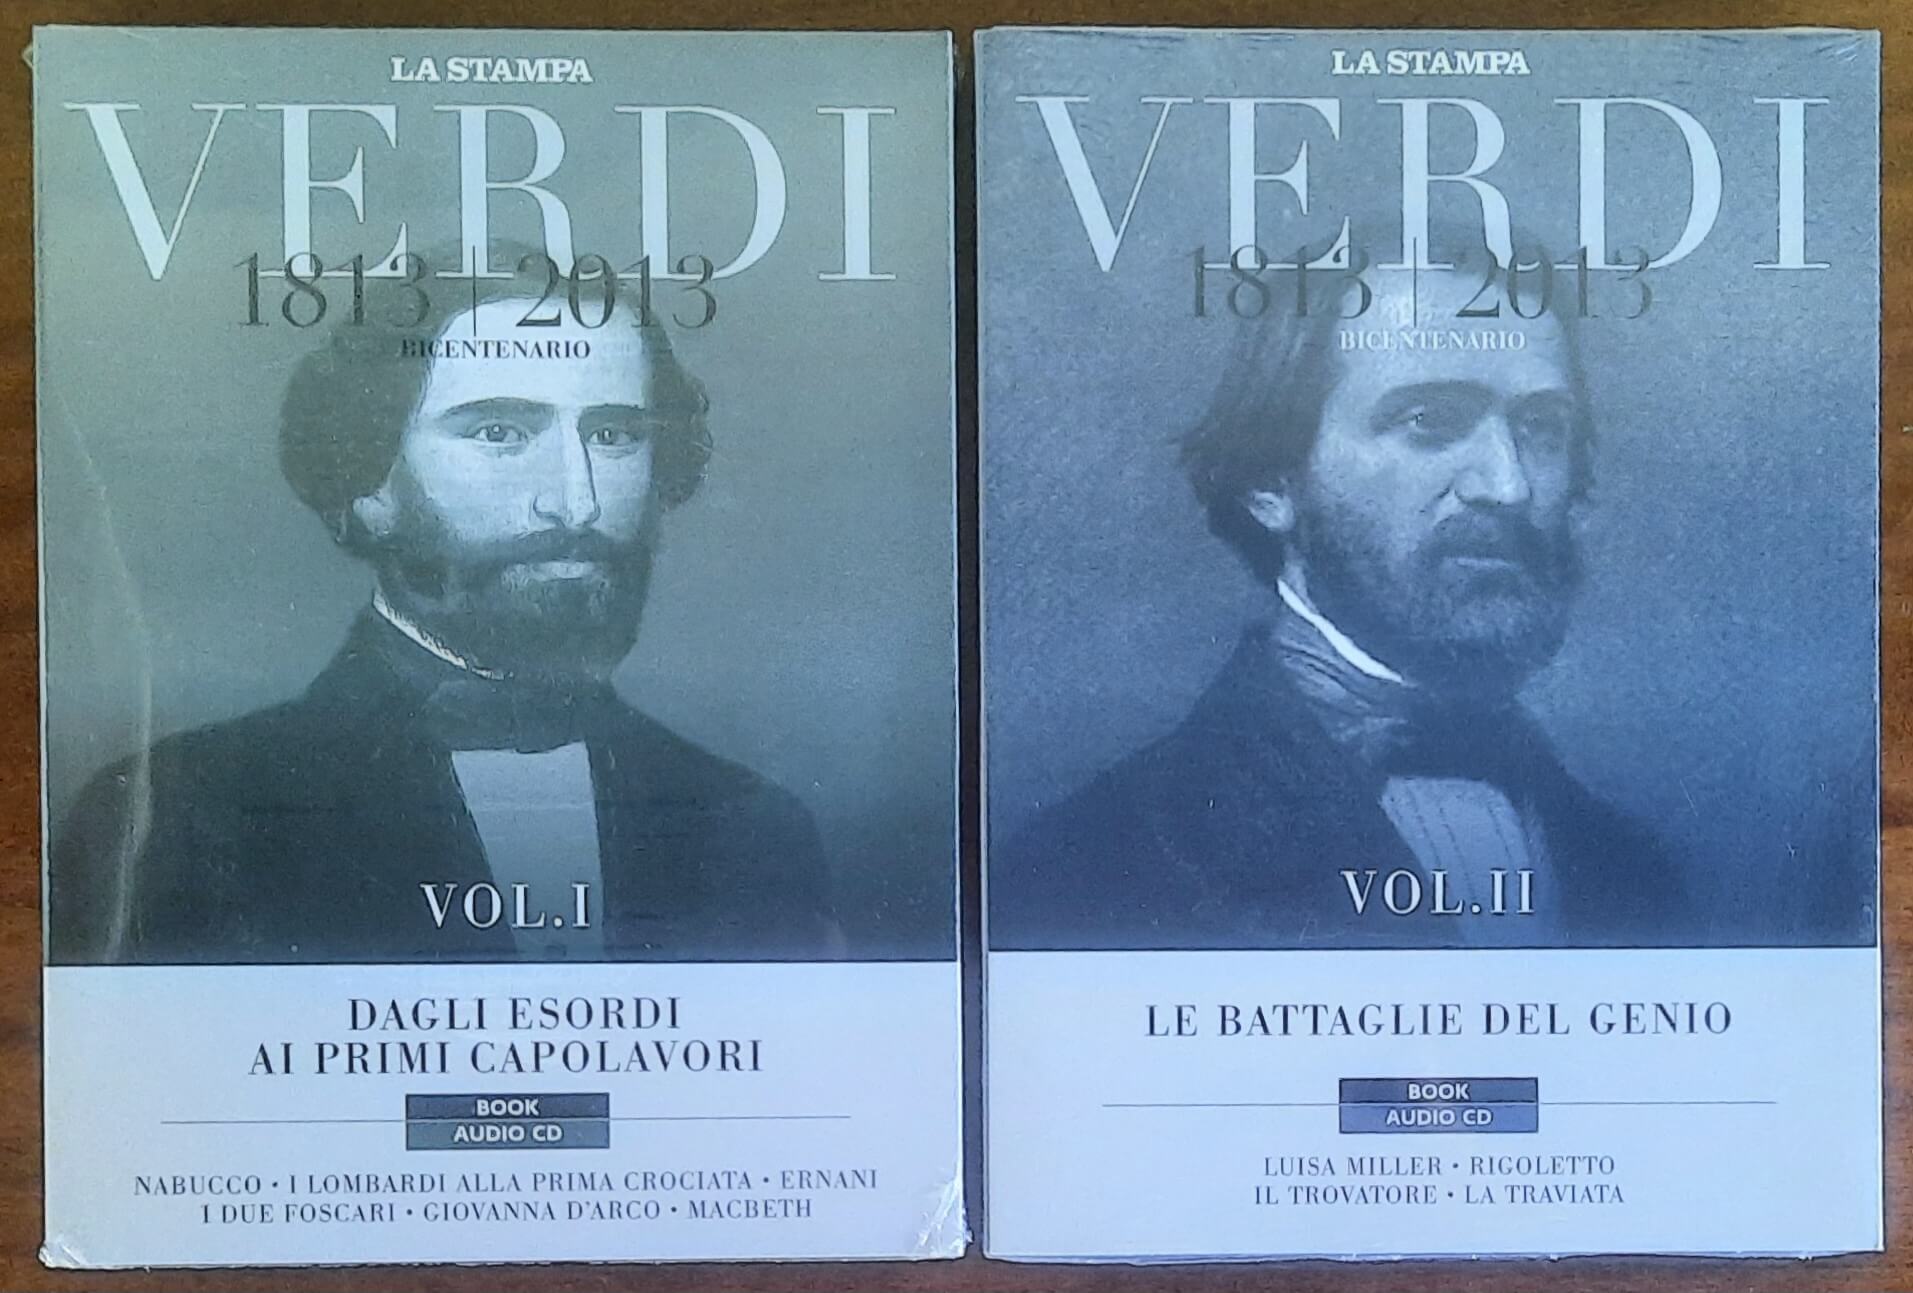 LA STAMPA
VERDI
1813 | 2013
BICENTENARIO
VOL.I
DAGLI ESORDI
AI PRIMI CAPOLAVORI
BOOK
AUDIO CD
NABUCCO • I LOMBARDI ALLA PRIMA CROCIATA • ERNANI
I DUE FOSCARI • GIOVANNA D'ARCO • MACBETH
LA STAMPA
VERDI
1813 | 2013
BICENTENARIO
VOL.II
LE BATTAGLIE DEL GENIO
BOOK
AUDIO CD
LUISA MILLER • RIGOLETTO
IL TROVATORE • LA TRAVIATA